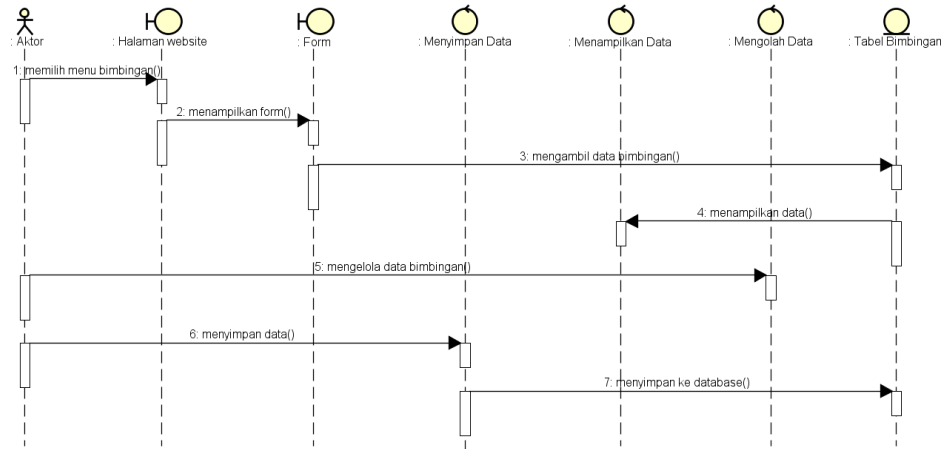 : Aktor
: Halaman website
: Form
: Menyimpan Data
: Menampilkan Data
: Mengolah Data
: Tabel Bimbingan
1: memilih menu bimbingan()
2: menampilkan form()
3: mengambil data bimbingan()
4: menampilkan data()
5: mengelola data bimbingan()
6: menyimpan data()
7: menyimpan ke database()